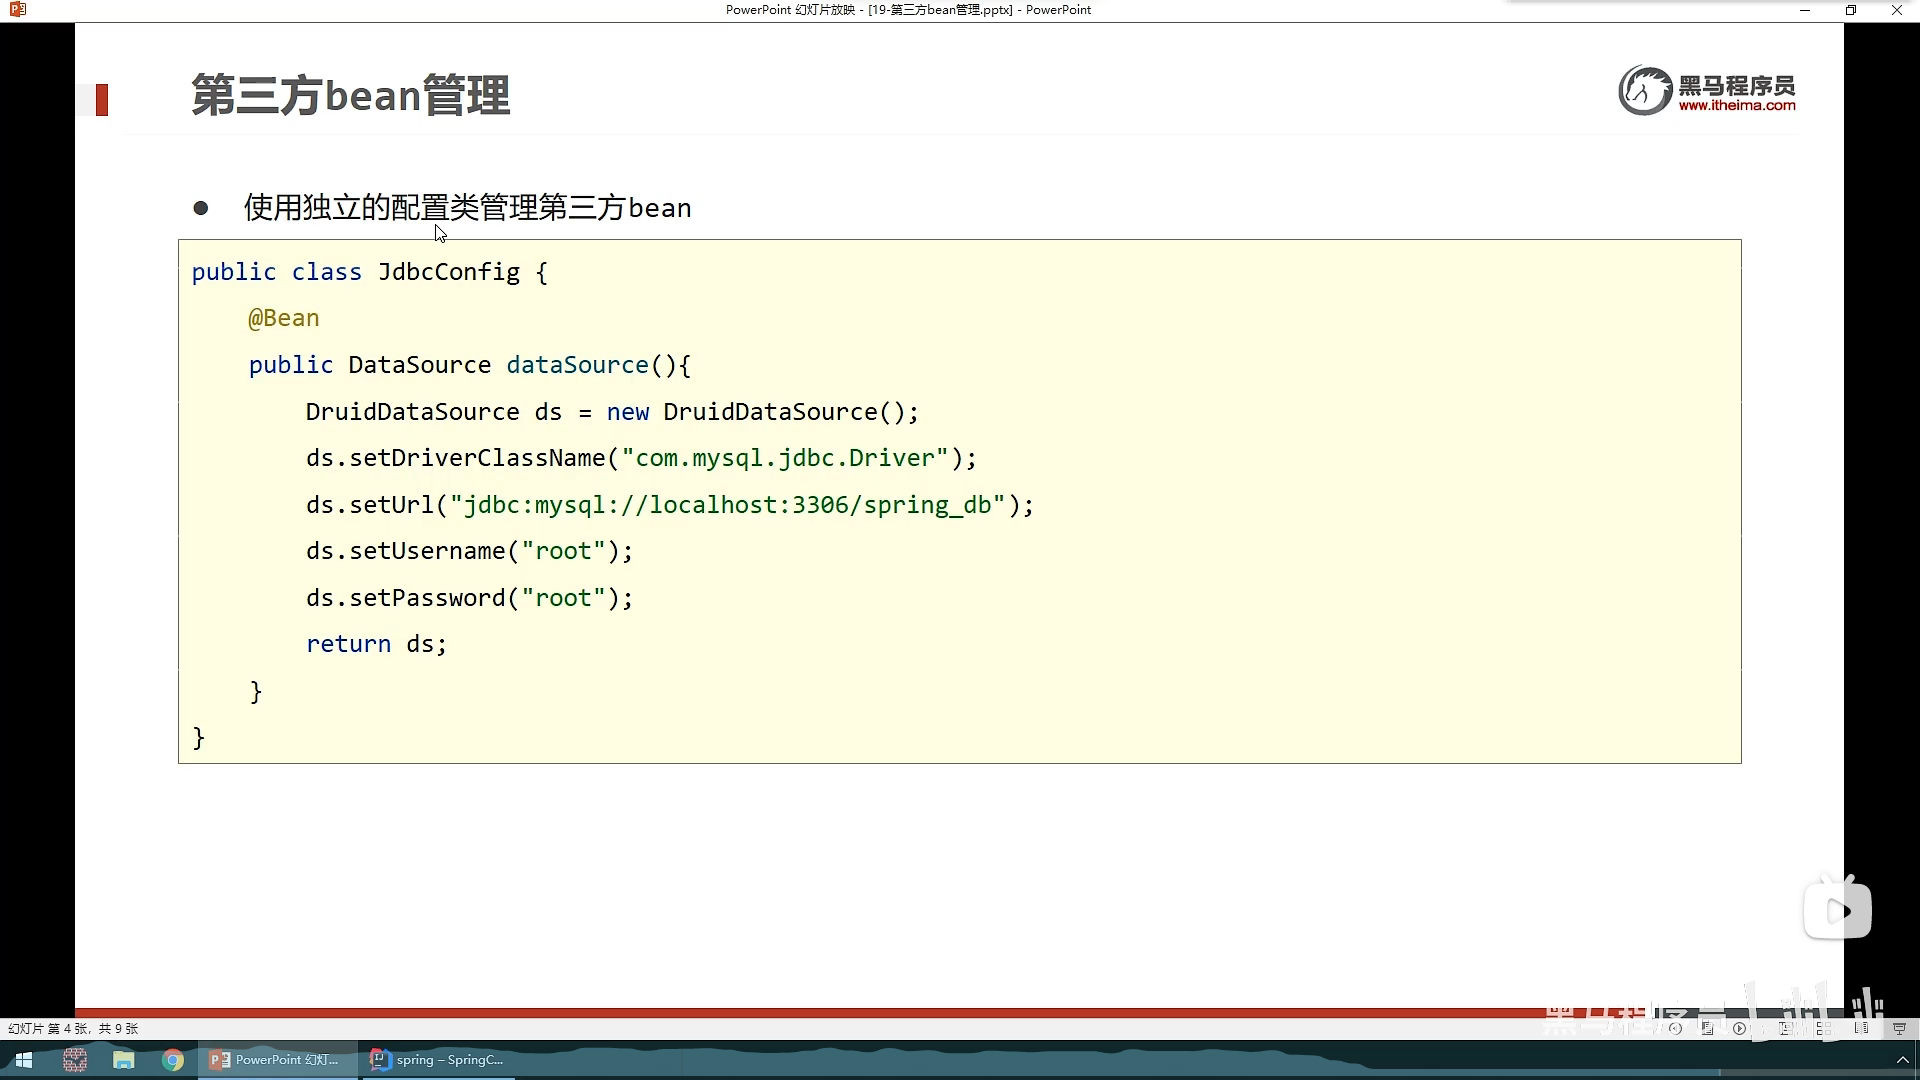 PowerPoint 幻灯片放映 - [19-第三方bean管理.pptx] - PowerPoint
第三方bean管理
黑马程序员
www.itheima.com
● 使用独立的配置类管理第三方bean
public class JdbcConfig {
    @Bean
    public DataSource dataSource(){
        DruidDataSource ds = new DruidDataSource();
        ds.setDriverClassName("com.mysql.jdbc.Driver");
        ds.setUrl("jdbc:mysql://localhost:3306/spring_db");
        ds.setUsername("root");
        ds.setPassword("root");
        return ds;
    }
}
黑马程序员
幻灯片 第 4 张，共 9 张
PowerPoint 幻灯...
spring – SpringC...